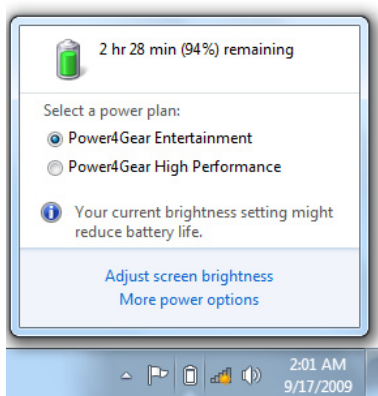 2 hr 28 min (94%) remaining
Select a power plan:
Power4Gear Entertainment
Power4Gear High Performance
Your current brightness setting might
reduce battery life.
Adjust screen brightness
More power options
2:01 AM
9/17/2009